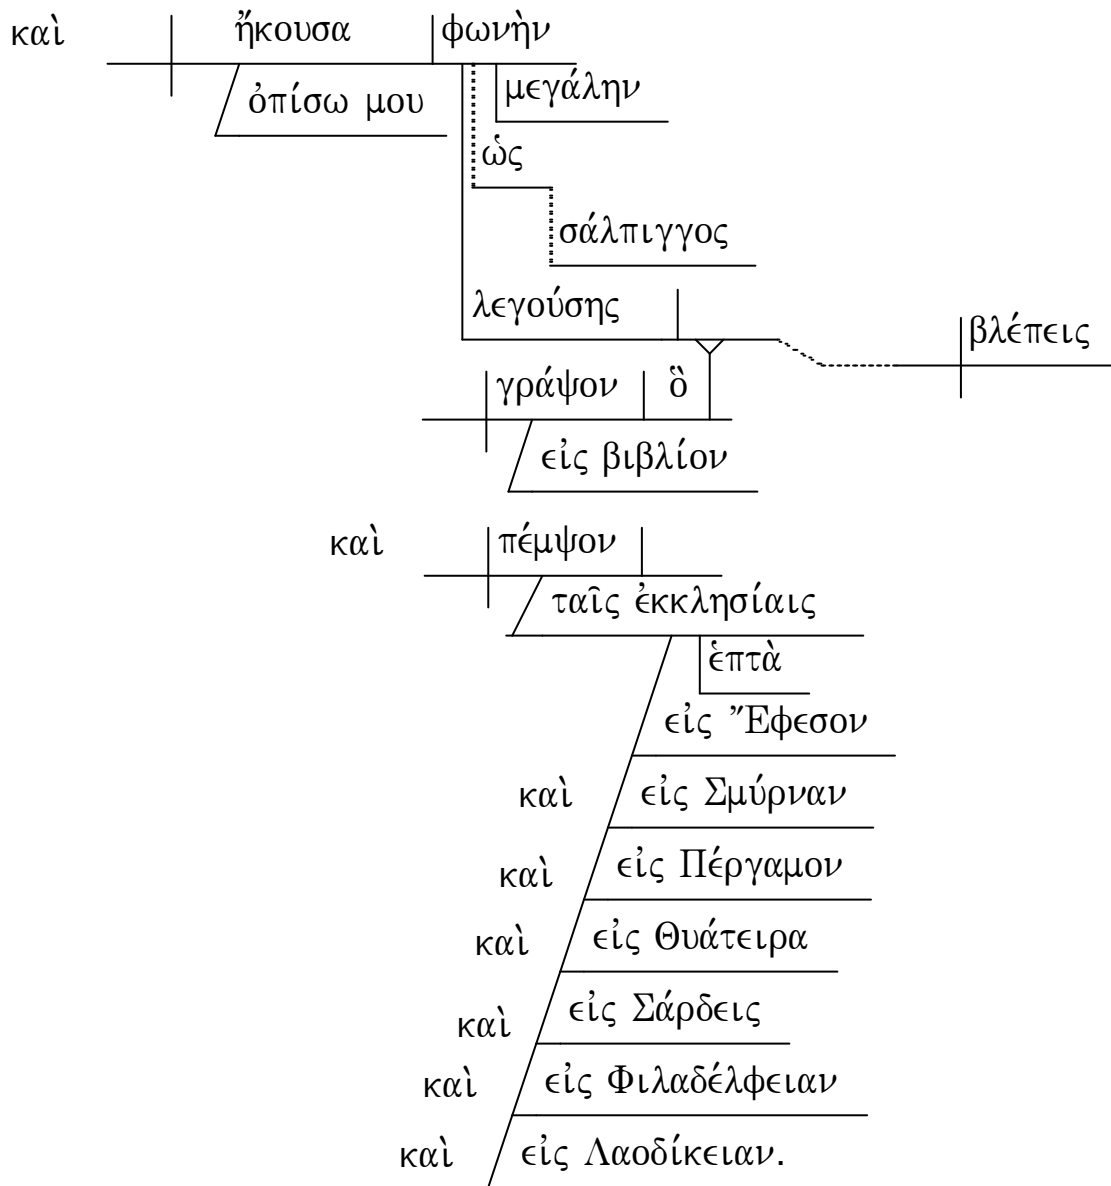 καὶ ἤκουσα φωνὴν
ὀπίσω μου μεγάλην
ὡς
σάλπιγγος
λεγούσης
βλέπεις
γράψον ὃ
εἰς βιβλίον
καὶ πέμψον
ταῖς ἐκκλησίαις
ἑπτὰ
εἰς Ἔφεσον
καὶ εἰς Σμύρναν
καὶ εἰς Πέργαμον
καὶ εἰς Θυάτειρα
καὶ εἰς Σάρδεις
καὶ εἰς Φιλαδέλφειαν
καὶ εἰς Λαοδίκειαν.